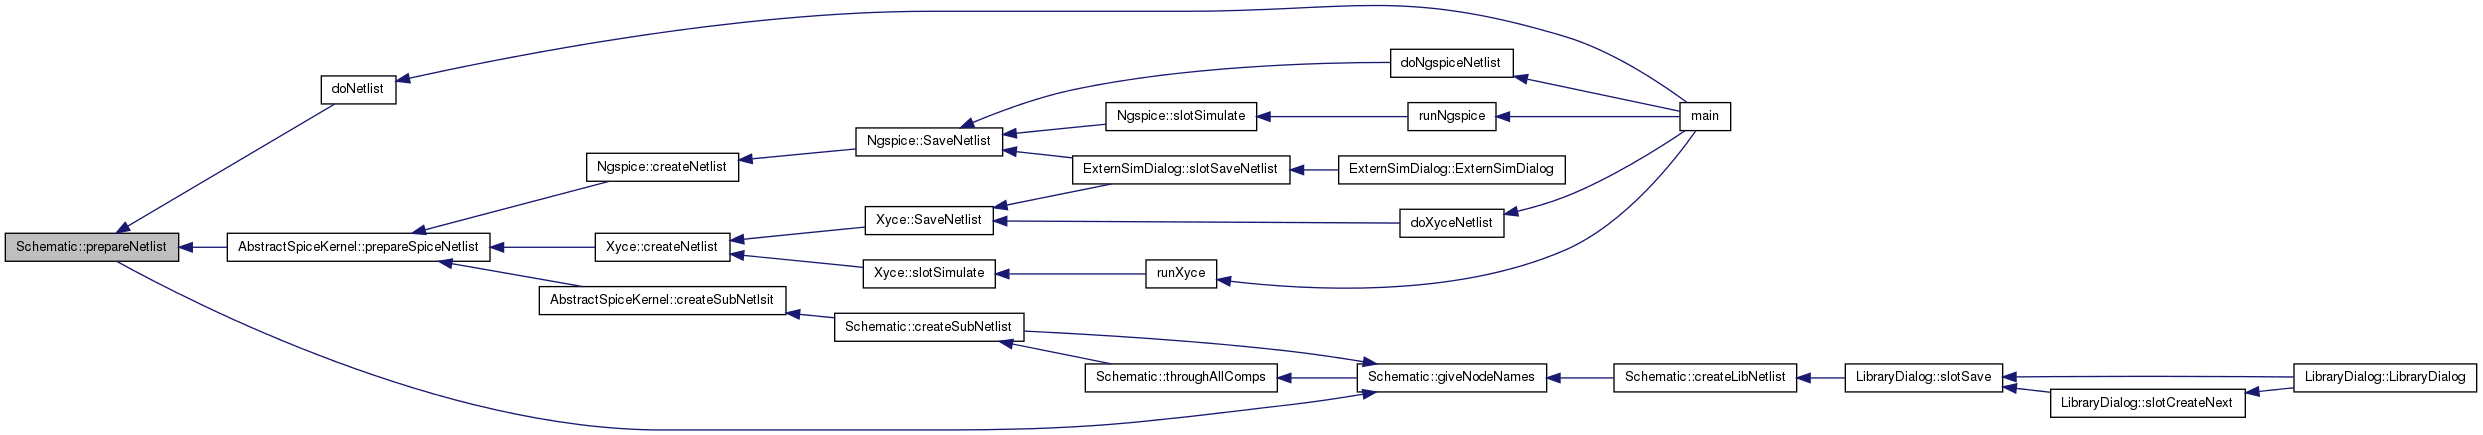 doNetlist
doNgspiceNetlist
Ngspice::slotSimulate
runNgspice
main
Ngspice::SaveNetlist
Ngspice::createNetlist
ExternSimDialog::slotSaveNetlist
ExternSimDialog::ExternSimDialog
Xyce::SaveNetlist
doXyceNetlist
Schematic::prepareNetlist
AbstractSpiceKernel::prepareSpiceNetlist
Xyce::createNetlist
Xyce::slotSimulate
runXyce
AbstractSpiceKernel::createSubNetlsit
Schematic::createSubNetlist
Schematic::throughAllComps
Schematic::giveNodeNames
Schematic::createLibNetlist
LibraryDialog::slotSave
LibraryDialog::LibraryDialog
LibraryDialog::slotCreateNext